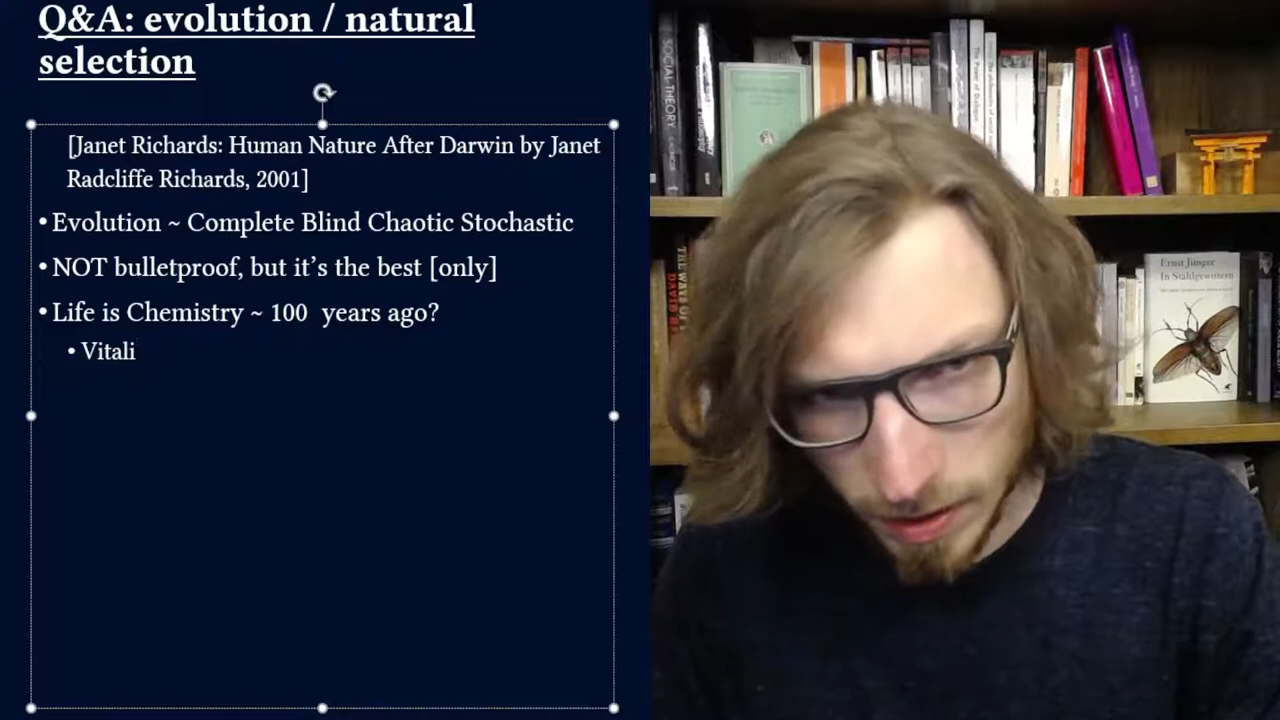 Q&A: evolution / natural
selection
[Janet Richards: Human Nature After Darwin by Janet
Radcliffe Richards, 2001]
• Evolution ~ Complete Blind Chaotic Stochastic
• NOT bulletproof, but it’s the best [only]
• Life is Chemistry ~ 100  years ago?
• Vitali
SOCIAL THEORY
Ernst Jünger
In Stahlgewittern